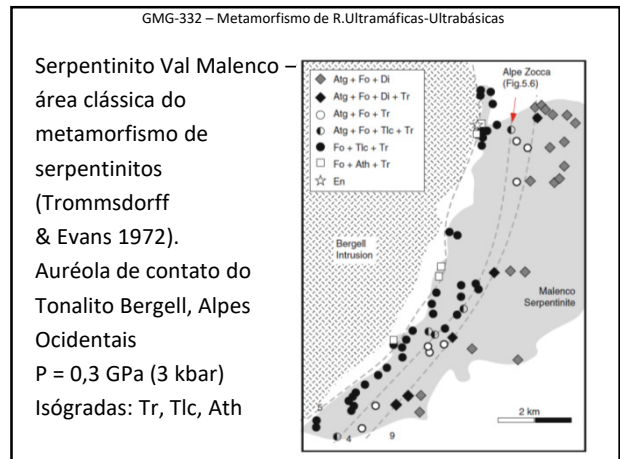 GMG-332 – Metamorfismo de R.Ultramáficas-Ultrabásicas
Serpentinito Val Malenco –
área clássica do
metamorfismo de
serpentinitos
(Trommsdorff
& Evans 1972).
Auréola de contato do
Tonalito Bergell, Alpes
Ocidentais
P = 0,3 GPa (3 kbar)
Isógradas: Tr, Tlc, Ath
Atg + Fo + Di
Atg + Fo + Di + Tr
Atg + Fo + Tr
Atg + Fo + Tlc + Tr
Fo + Tlc + Tr
Fo + Ath + Tr
En
Alpe Zocca
(Fig.5.6)
Bergell
Intrusion
Malenco
Serpentinite
2 km
5
4
9